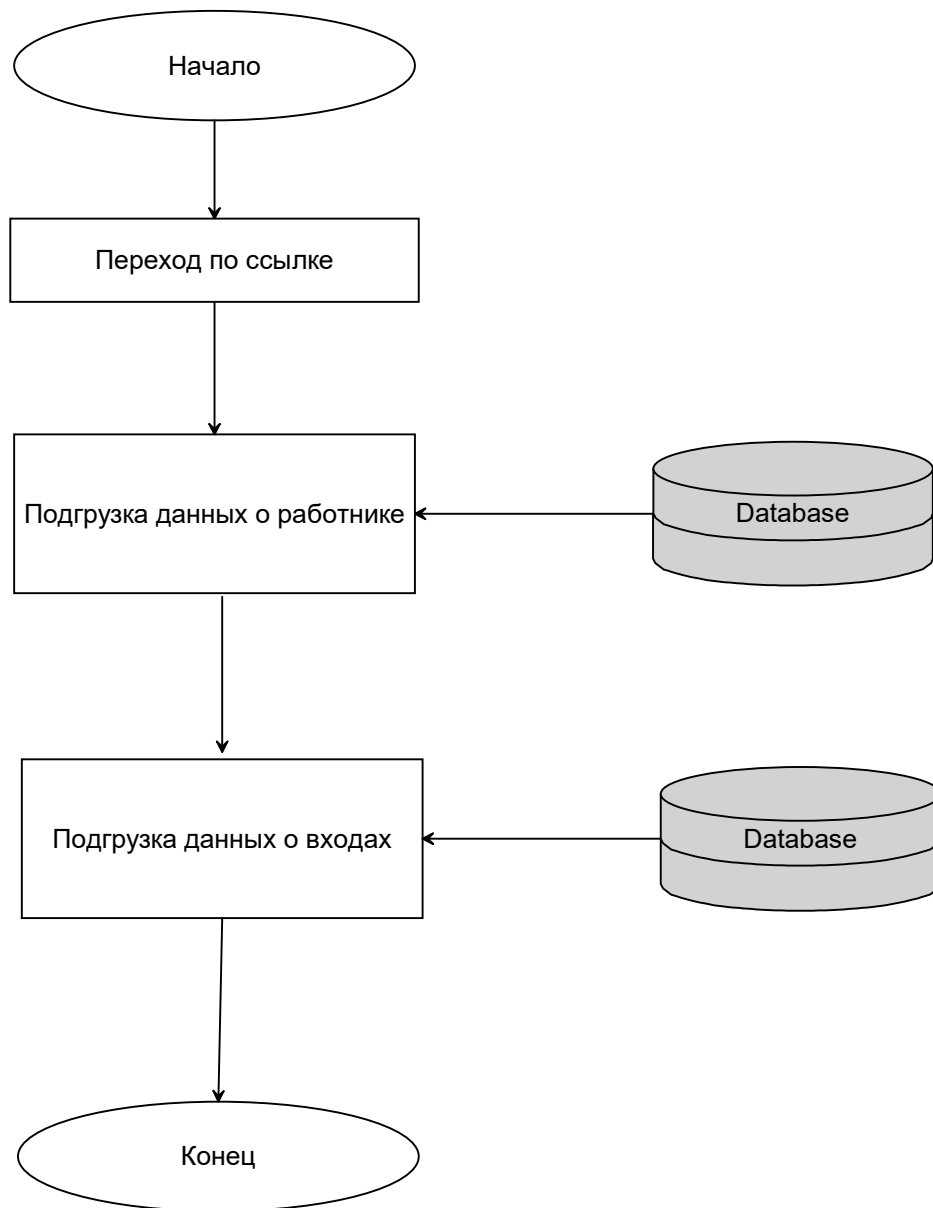 Начало
Переход по ссылке
Подгрузка данных о работнике
Database
Подгрузка данных о входах
Database
Конец